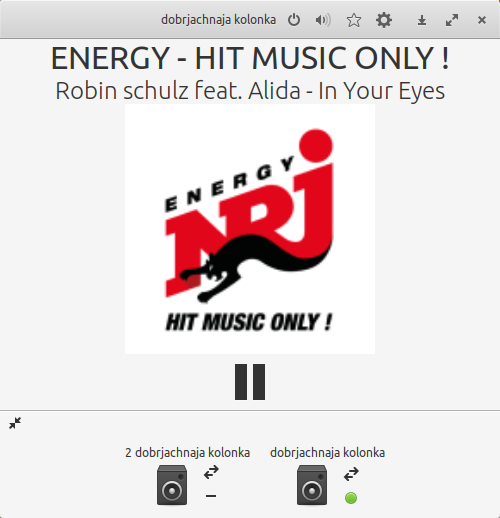 dobrjachnaja kolonka
ENERGY - HIT MUSIC ONLY !
Robin schulz feat. Alida - In Your Eyes
ENERGY
NRJ
HIT MUSIC ONLY !
2 dobrjachnaja kolonka
dobrjachnaja kolonka